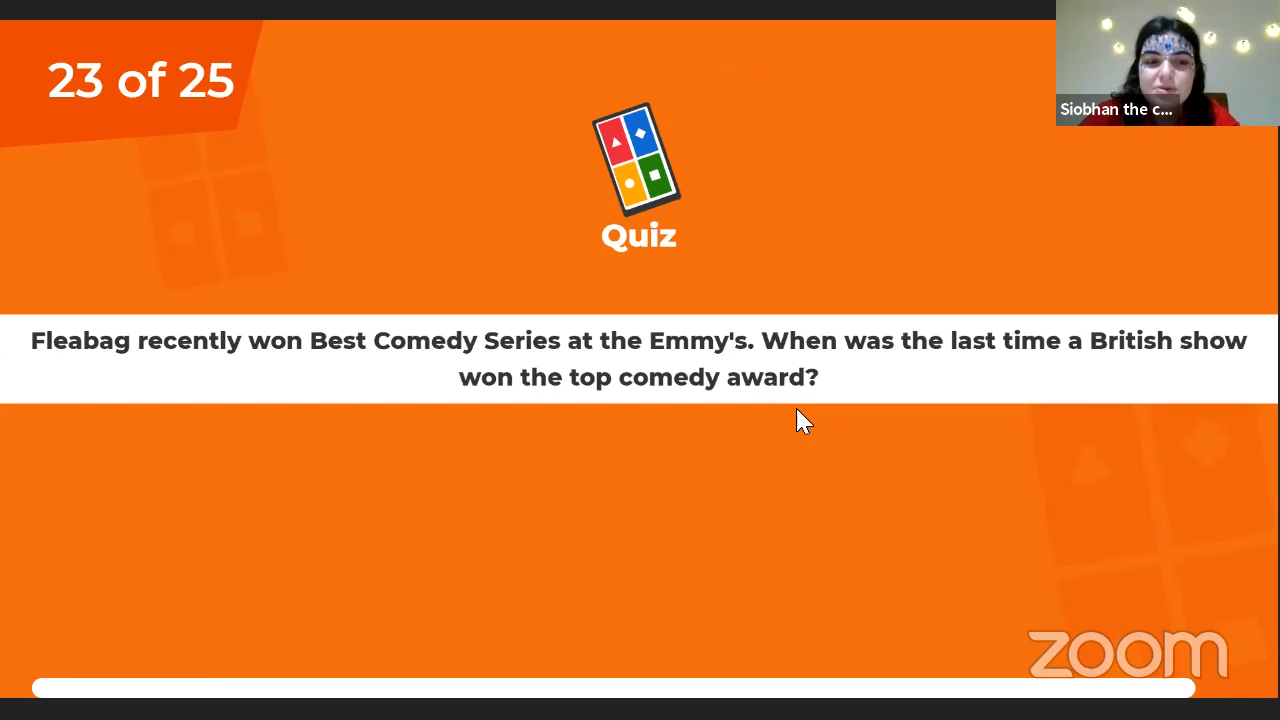 23 of 25
Siobhan the c...
Quiz
Fleabag recently won Best Comedy Series at the Emmy's. When was the last time a British show
won the top comedy award?
zoom